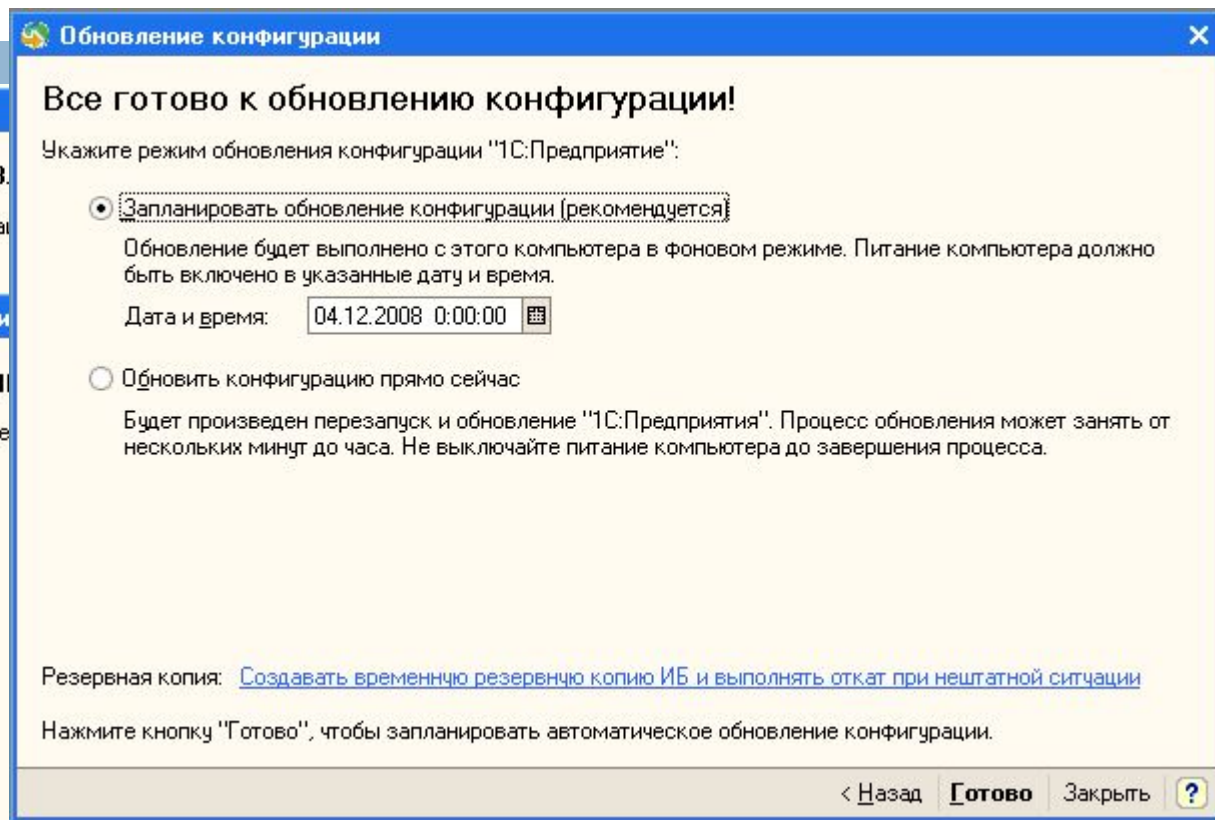 Обновление конфигурации
Все готово к обновлению конфигурации!
Укажите режим обновления конфигурации "1С:Предприятие":
Запланировать обновление конфигурации (рекомендуется)
Обновление будет выполнено с этого компьютера в фоновом режиме. Питание компьютера должно
быть включено в указанные дату и время.
Дата и время: 04.12.2008 0:00:00
Обновить конфигурацию прямо сейчас
Будет произведен перезапуск и обновление "1С:Предприятия". Процесс обновления может занять от
нескольких минут до часа. Не выключайте питание компьютера до завершения процесса.
Резервная копия: Создавать временную резервную копию ИБ и выполнять откат при нештатной ситуации
Нажмите кнопку "Готово", чтобы запланировать автоматическое обновление конфигурации.
< Назад Готово Закрыть ?